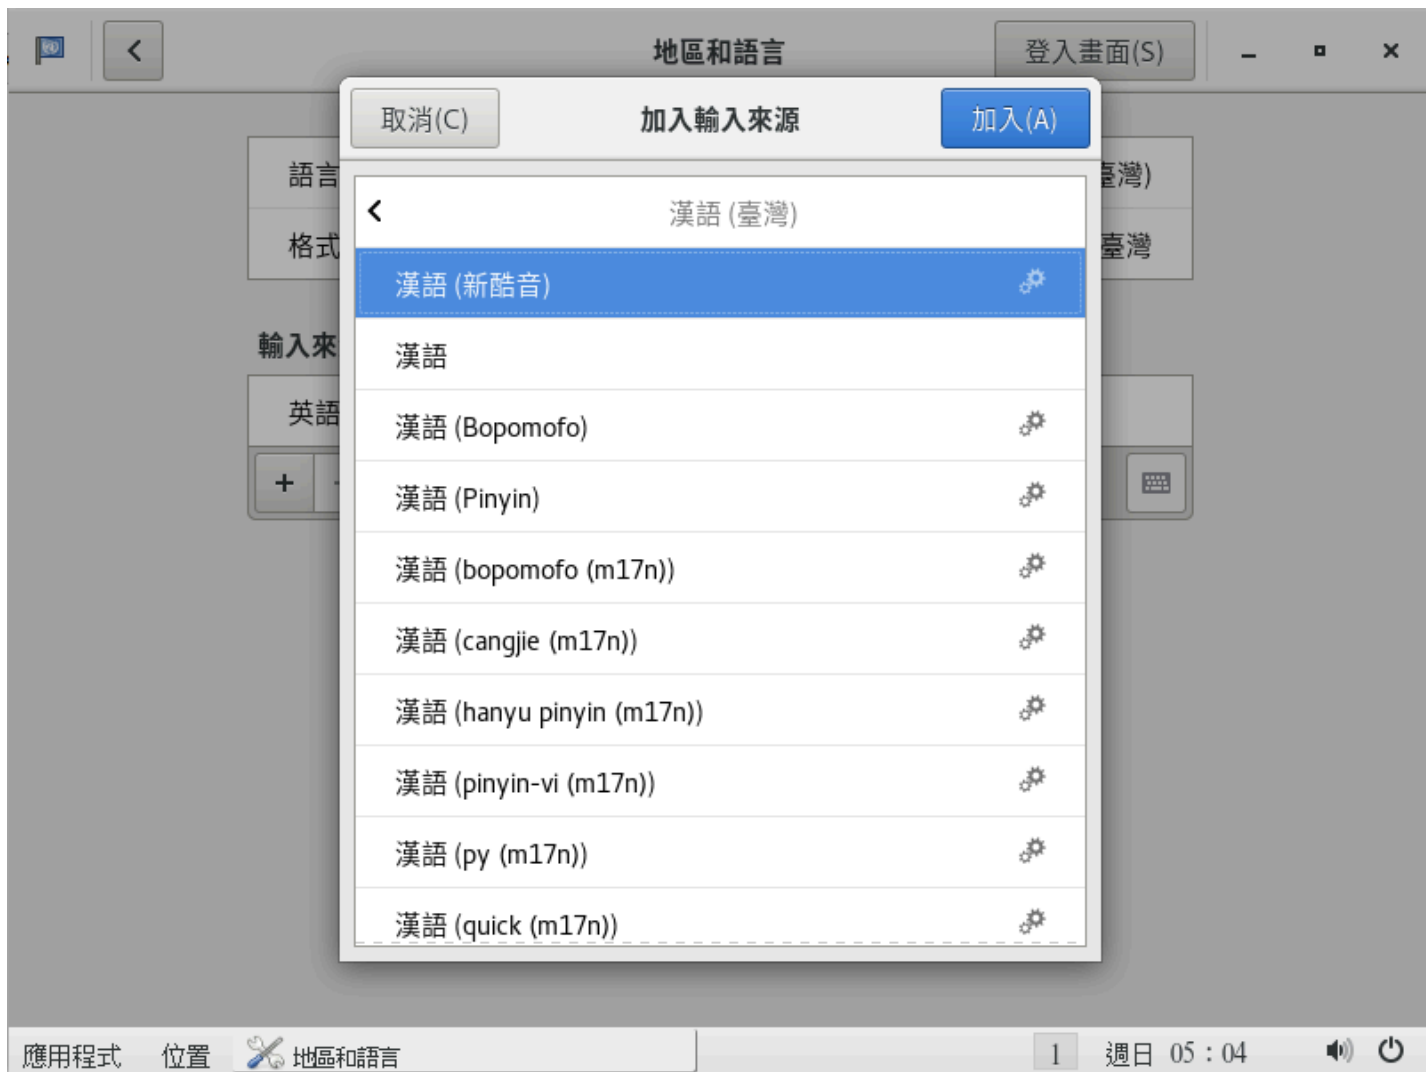 地區和語言
登入畫面(S)
取消(C)
加入輸入來源
加入(A)
語言
臺灣)
格式
臺灣
漢語 (臺灣)
漢語 (新酷音)
漢語
漢語 (Bopomofo)
漢語 (Pinyin)
漢語 (bopomofo (m17n))
漢語 (cangjie (m17n))
漢語 (hanyu pinyin (m17n))
漢語 (pinyin-vi (m17n))
漢語 (py (m17n))
漢語 (quick (m17n))
輸入來
英語
應用程式
位置
地區和語言
1
週日 05：04